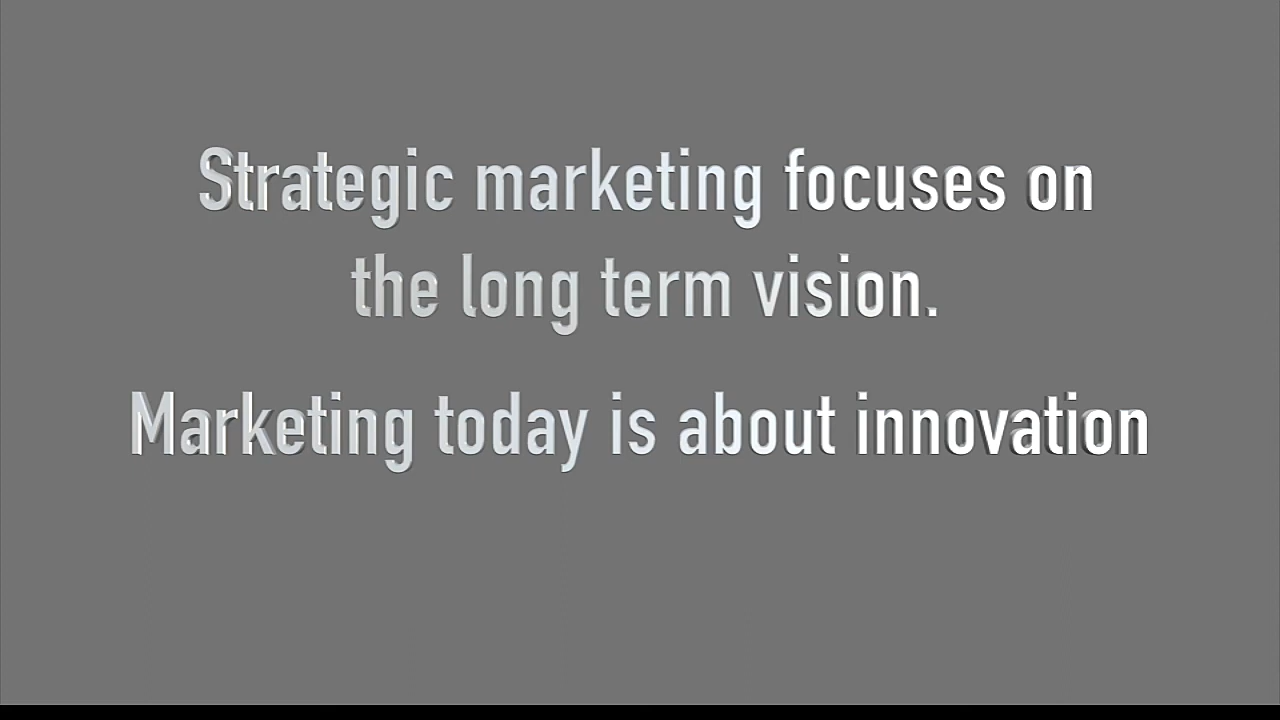 Strategic marketing focuses on
the long term vision.
Marketing today is about innovation